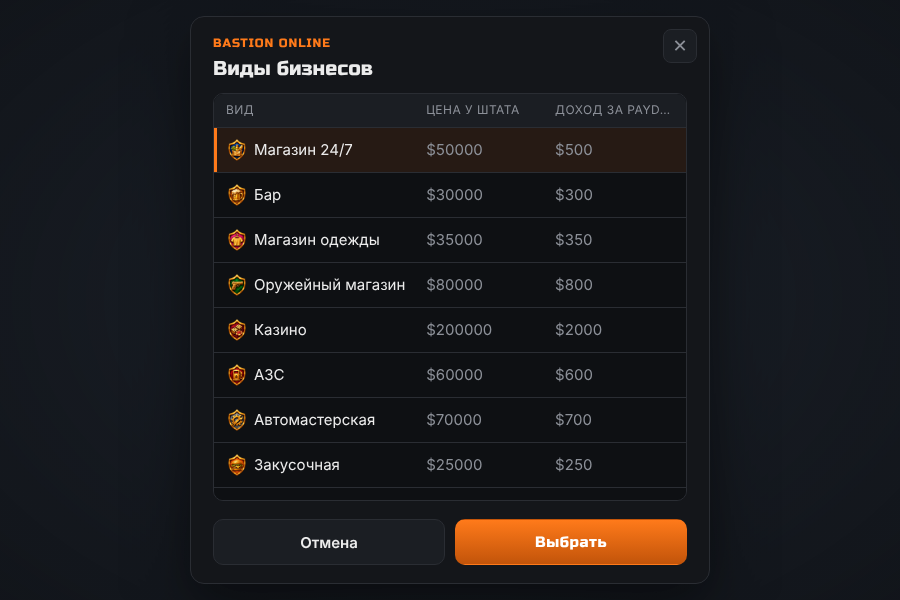 BASTION ONLINE
Виды бизнесов
ВИД ЦЕНА У ШТАТА ДОХОД ЗА PAYD...
Магазин 24/7 $50000 $500
Бар $30000 $300
Магазин одежды $35000 $350
Оружейный магазин $80000 $800
Казино $200000 $2000
АЗС $60000 $600
Автомастерская $70000 $700
Закусочная $25000 $250
Отмена Выбрать